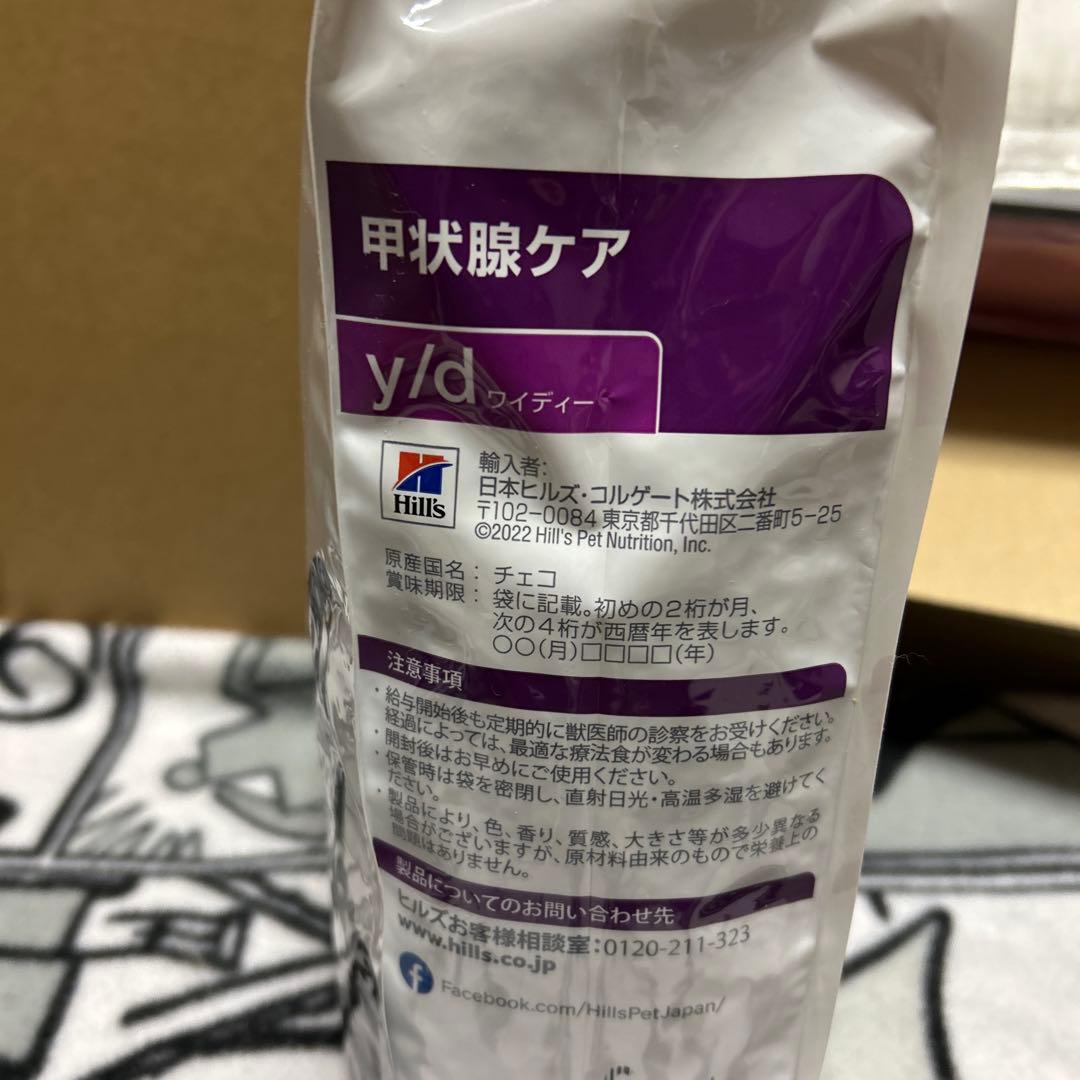 甲状腺ケア
y/d ワイディー
Hill's
輸入者:
日本ヒルズ・コルゲート株式会社
〒102-0084 東京都千代田区二番町5-25
©2022 Hill's Pet Nutrition, Inc.
原産国名: チェコ
賞味期限: 袋に記載。初めの2桁が月、
次の4桁が西暦年を表します。
○○(月)□□□□(年)
注意事項
・給与開始後も定期的に獣医師の診察をお受けください。
経過によっては、最適な療法食が変わる場合もあります。
・開封後はお早めにご使用ください。
・保管時は袋を密閉し、直射日光・高温多湿を避けてく
ださい。
・製品により、色、香り、質感、大きさ等が多少異なる
場合がございますが、原材料由来のもので栄養上の
問題はありません。
製品についてのお問い合わせ先
ヒルズお客様相談室:0120-211-323
www.hills.co.jp
Facebook.com/HillsPetJapan/